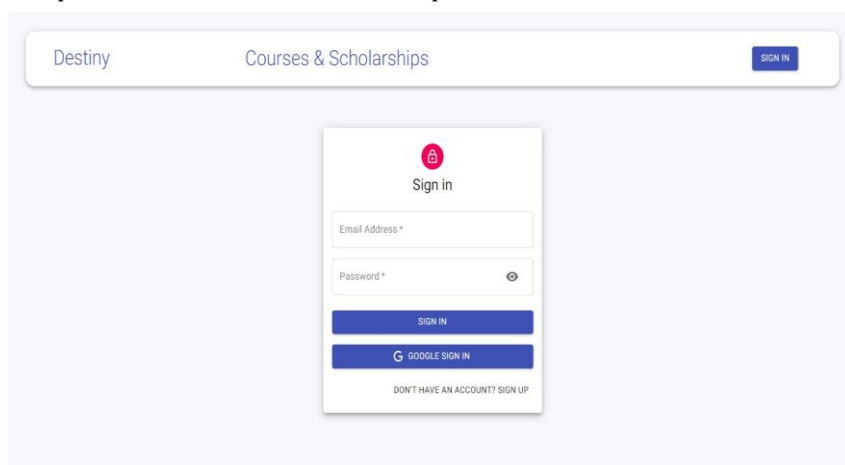 Destiny
Courses & Scholarships
SIGN IN
Sign in
Email Address *
Password *
SIGN IN
G GOOGLE SIGN IN
DON'T HAVE AN ACCOUNT? SIGN UP